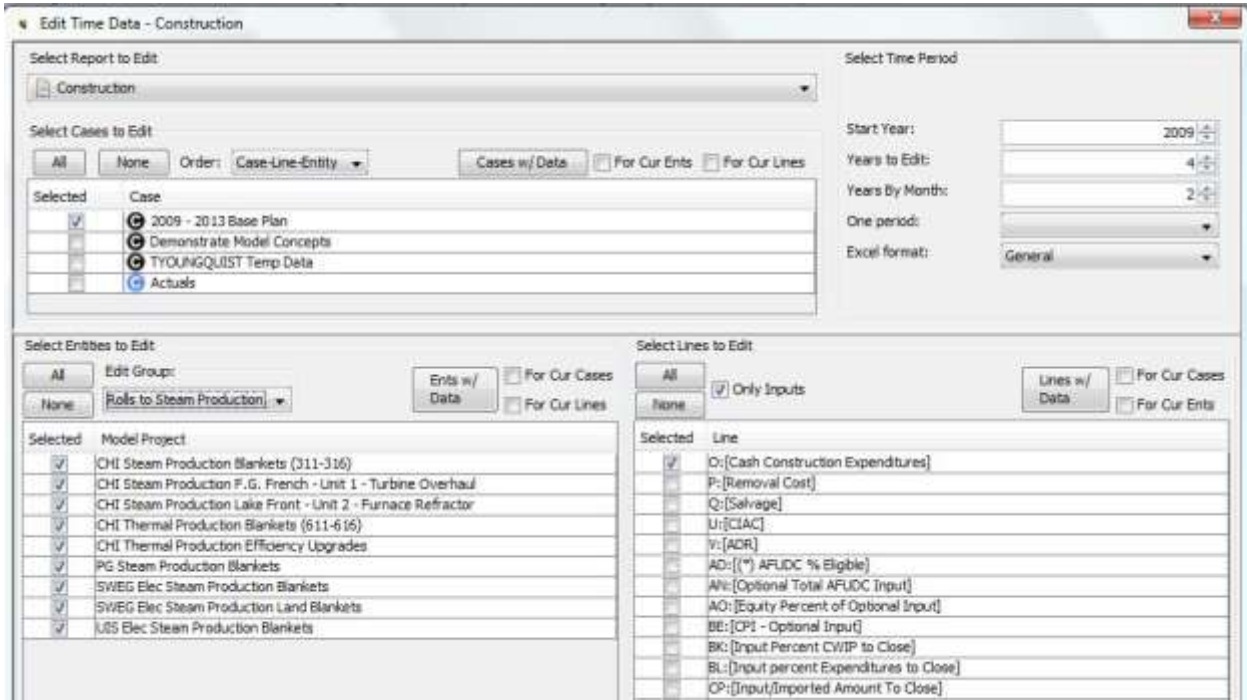 Edit Time Data - Construction
Select Report to Edit
Construction
Select Time Period
Select Cases to Edit
All None Order: Case-Line-Entity Cases w/Data For Cur Ents For Cur Lines
Selected Case
2009 - 2013 Base Plan
Demonstrate Model Concepts
TYOUNGQUIST Temp Data
Actuals
Start Year: 2009
Years to Edit: 4
Years By Month: 2
One period:
Excel format: General
Select Entities to Edit
All Edit Group: Ents w/ Data For Cur Cases
None Rolls to Steam Production For Cur Lines
Selected Model Project
CHI Steam Production Blankets (311-316)
CHI Steam Production F.G. French - Unit 1 - Turbine Overhaul
CHI Steam Production Lake Front - Unit 2 - Furnace Refractor
CHI Thermal Production Blankets (611-616)
CHI Thermal Production Efficiency Upgrades
PG Steam Production Blankets
SWEG Elec Steam Production Blankets
SWEG Elec Steam Production Land Blankets
UIS Elec Steam Production Blankets
Select Lines to Edit
All Only Inputs Lines w/ Data For Cur Cases
None For Cur Ents
Selected Line
O:[Cash Construction Expenditures]
P:[Removal Cost]
Q:[Salvage]
U:[CIAC]
V:[ADR]
AD:[(*) AFUDC % Eligible]
AN:[Optional Total AFUDC Input]
AO:[Equity Percent of Optional Input]
BE:[CPI - Optional Input]
BK:[Input Percent CWIP to Close]
BL:[Input percent Expenditures to Close]
CP:[Input/Imported Amount To Close]